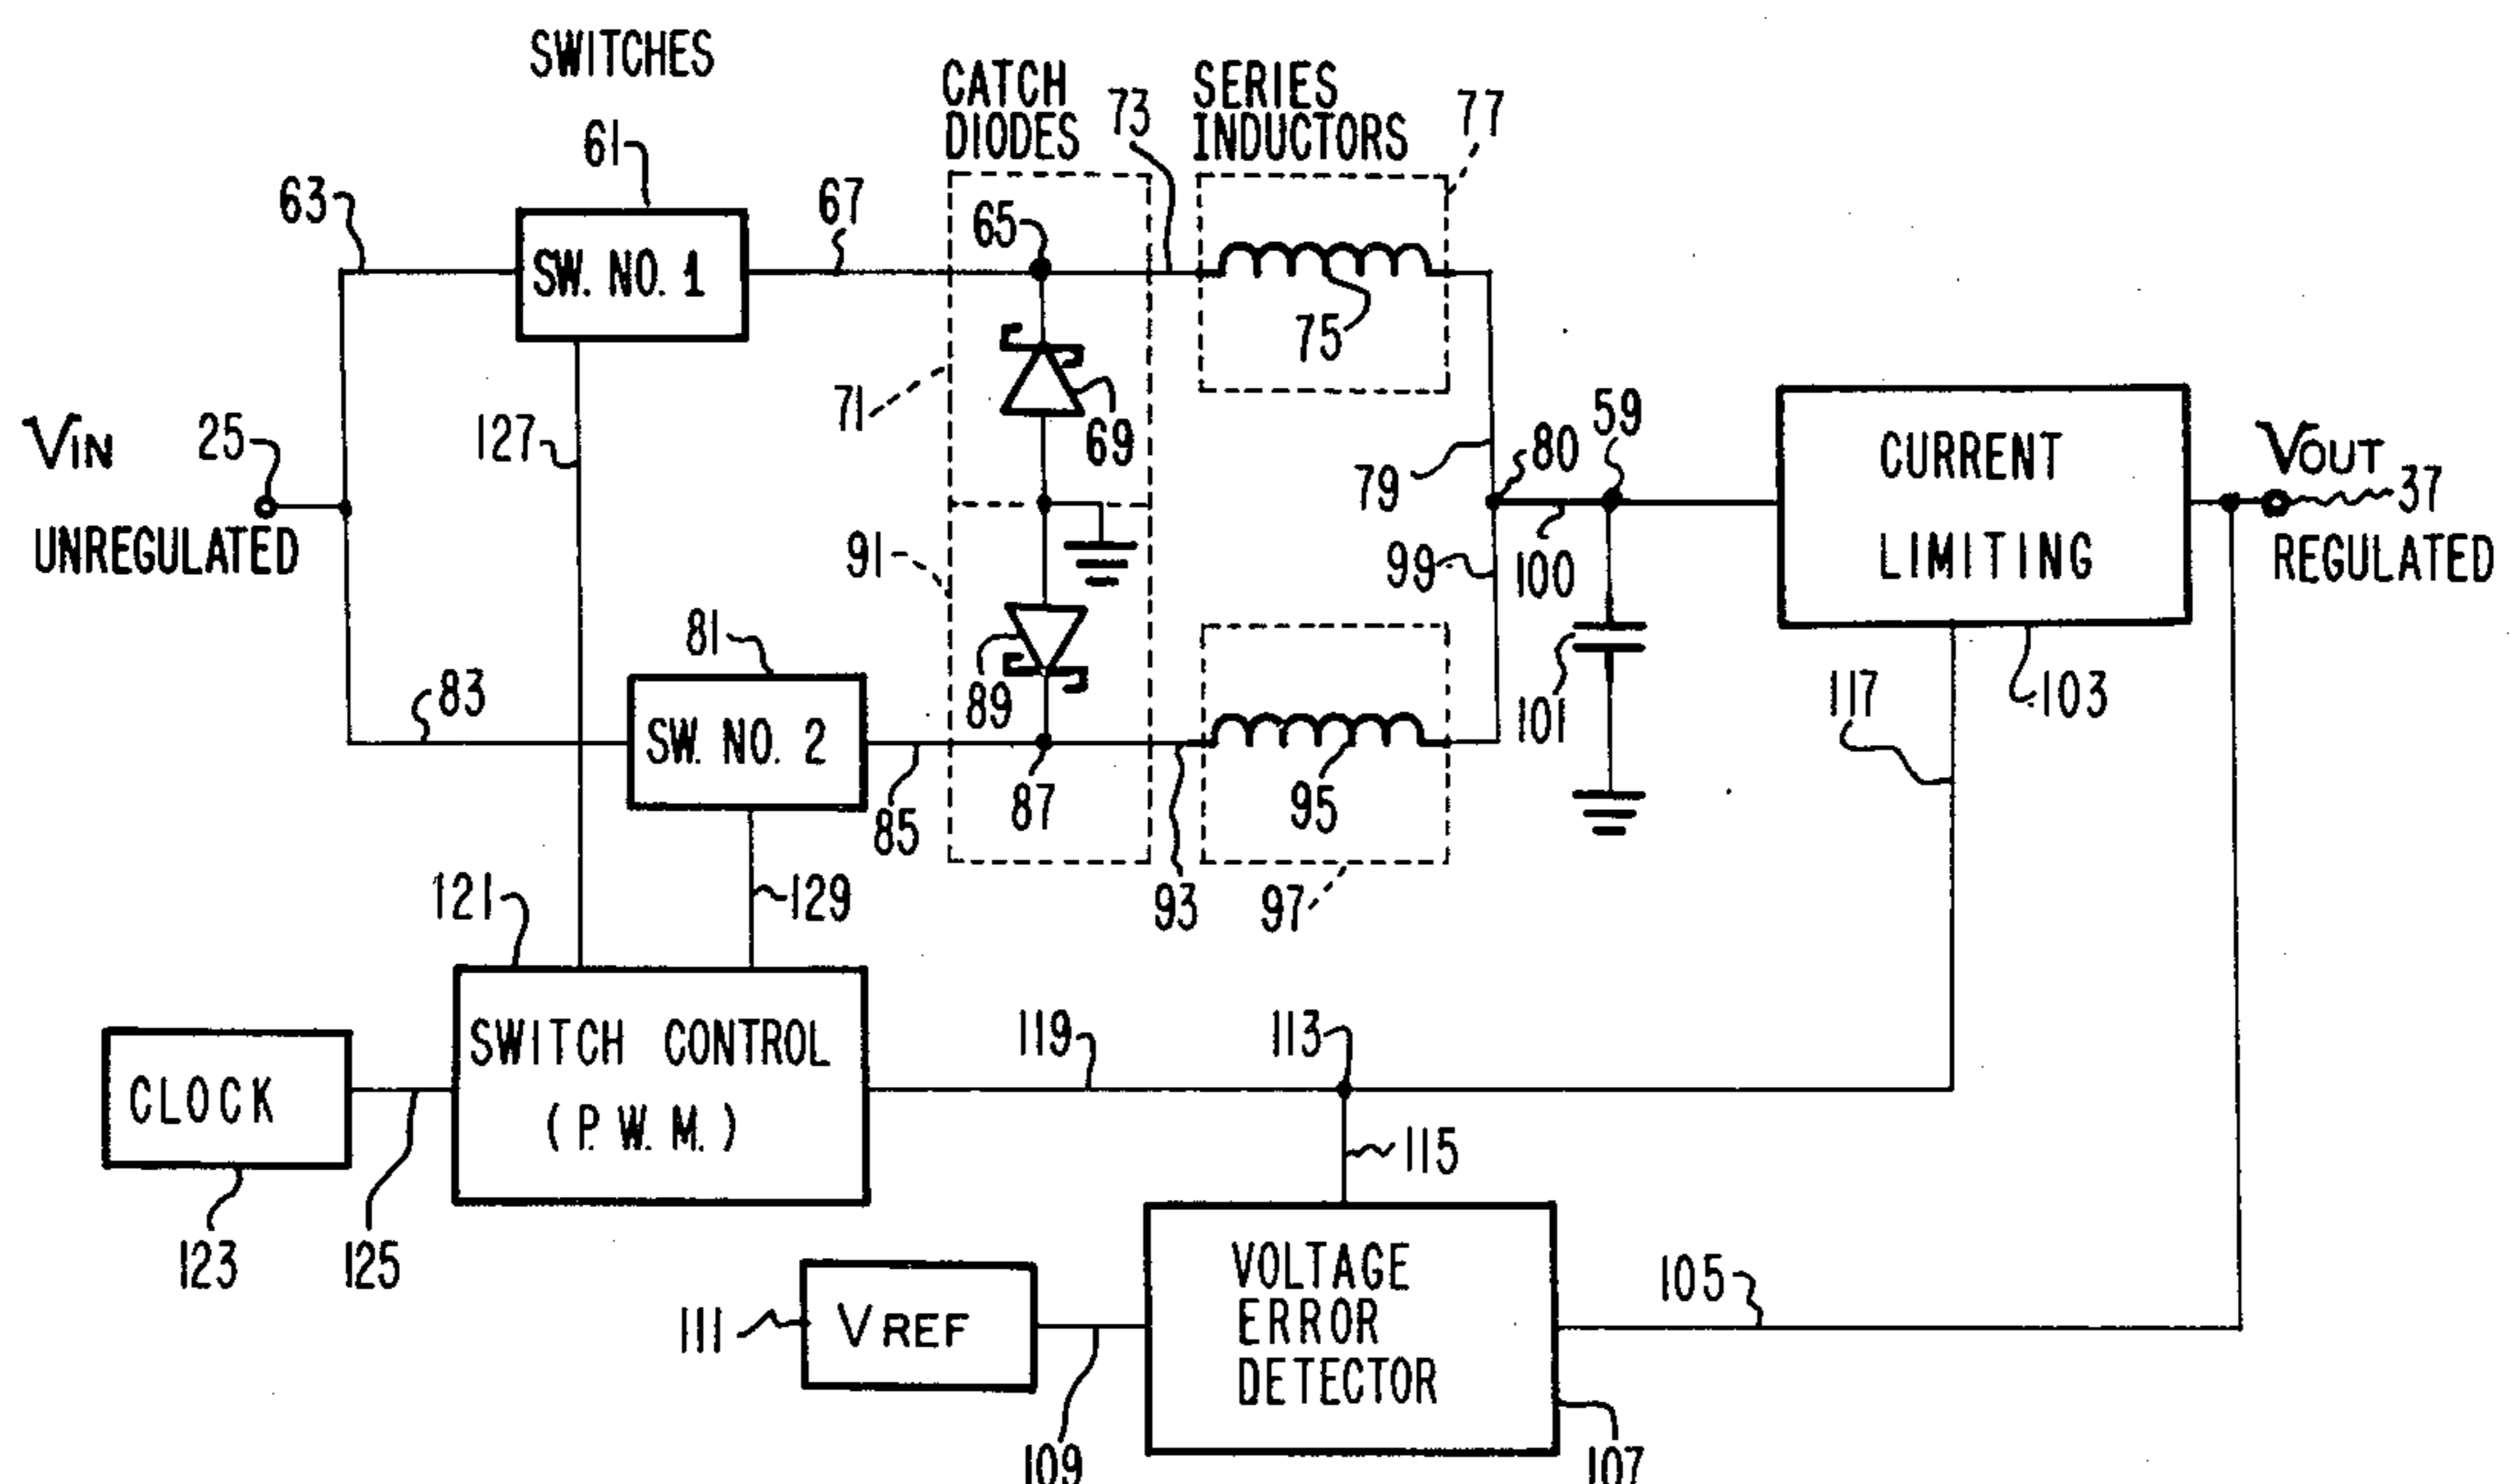 SWITCHES
CATCH
DIODES
73
SERIES
INDUCTORS
77
61
63
67
65
SW. NO. 1
75
71
69
VIN
25
UNREGULATED
127
79
80
59
CURRENT
LIMITING
VOUT
37
REGULATED
91
99
100
81
83
89
101
117
103
SW. NO. 2
85
87
95
93
97
121
129
119
113
SWITCH CONTROL
(P.W.M.)
CLOCK
115
123
125
VOLTAGE
ERROR
DETECTOR
105
111
VREF
109
107